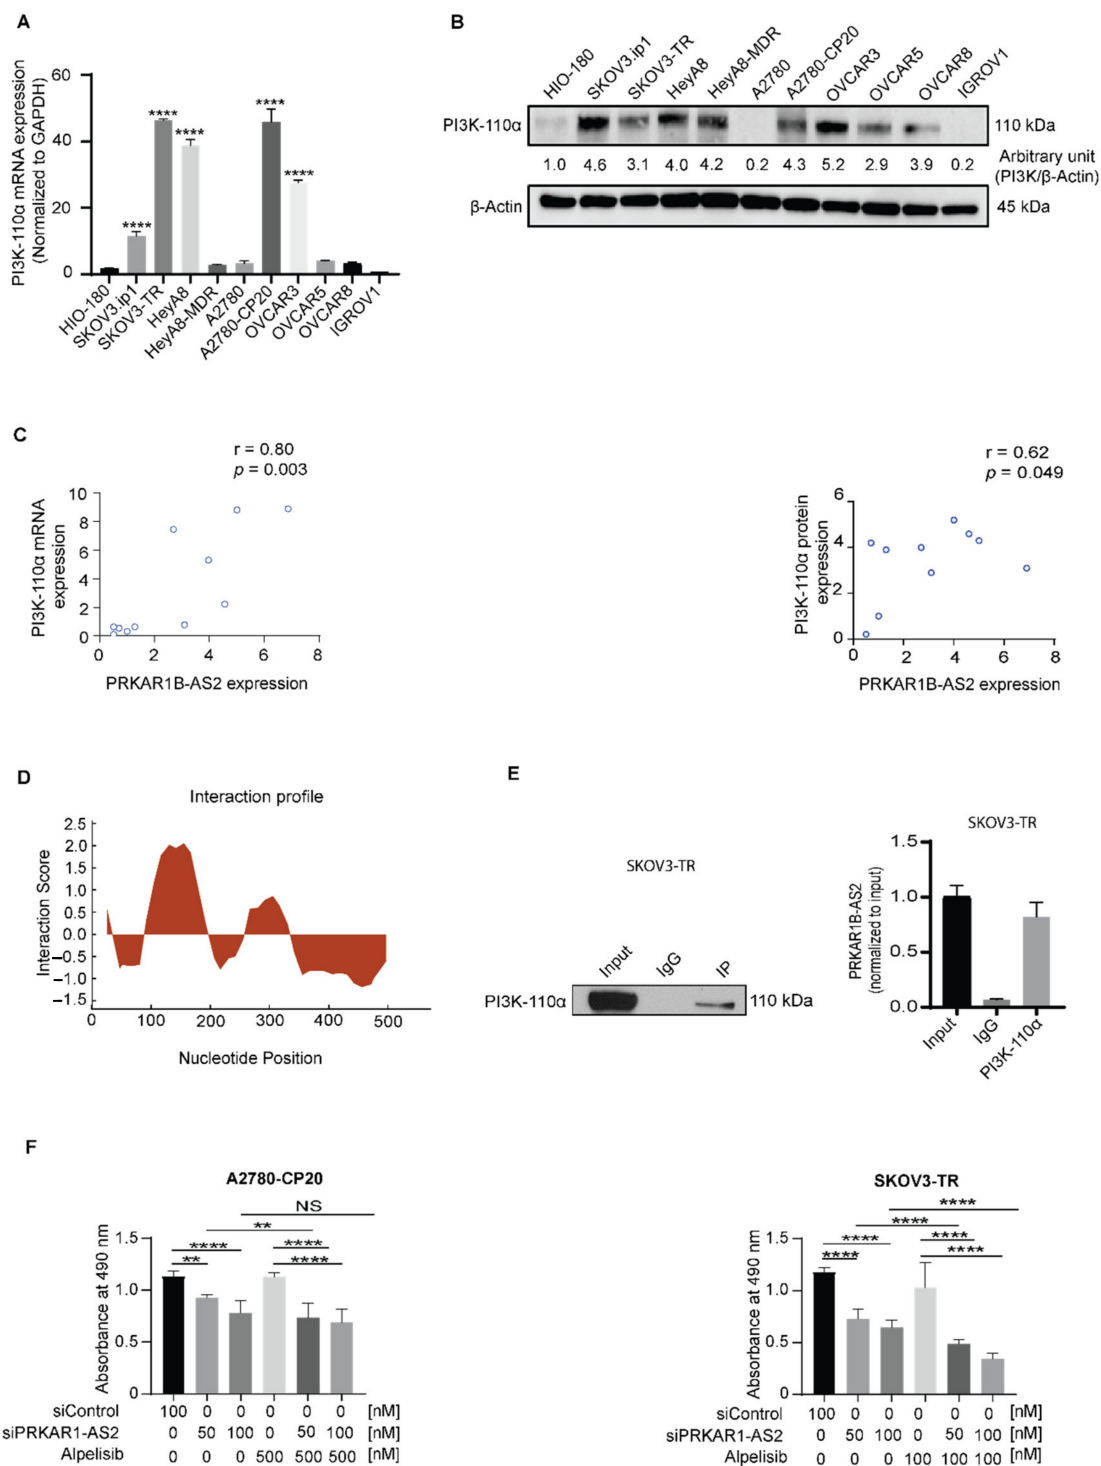 A
PI3K-110α mRNA expression
(Normalized to GAPDH)
60
40
20
0
****
****
****
****
****
HIO-180
SKOV3.ip1
SKOV3-TR
HeyA8
HeyA8-MDR
A2780
A2780-CP20
OVCAR3
OVCAR5
OVCAR8
IGROV1
B
HIO-180
SKOV3.ip1
SKOV3-TR
HeyA8
HeyA8-MDR
A2780
A2780-CP20
OVCAR3
OVCAR5
OVCAR8
IGROV1
PI3K-110α
110 kDa
1.0 4.6 3.1 4.0 4.2 0.2 4.3 5.2 2.9 3.9 0.2
Arbitrary unit
(PI3K/β-Actin)
β-Actin
45 kDa
C
r = 0.80
p = 0.003
PI3K-110α mRNA
expression
10
8
6
4
2
0
0 2 4 6 8
PRKAR1B-AS2 expression
r = 0.62
p = 0.049
PI3K-110α protein
expression
6
4
2
0
0 2 4 6 8
PRKAR1B-AS2 expression
D
Interaction profile
Interaction Score
2.5
2.0
1.5
1.0
0.5
0.0
−0.5
−1.0
−1.5
0 100 200 300 400 500
Nucleotide Position
E
SKOV3-TR
Input IgG IP
PI3K-110α
110 kDa
SKOV3-TR
PRKAR1B-AS2
(normalized to input)
1.5
1.0
0.5
0.0
Input
IgG
PI3K-110α
F
A2780-CP20
NS
**
**** ****
** ****
Absorbance at 490 nm
1.5
1.0
0.5
0
siControl 100 0 0 0 0 0 [nM]
siPRKAR1-AS2 0 50 100 0 50 100 [nM]
Alpelisib 0 0 0 500 500 500 [nM]
SKOV3-TR
****
****
**** ****
**** ****
Absorbance at 490 nm
1.5
1.0
0.5
0
siControl 100 0 0 0 0 0 [nM]
siPRKAR1-AS2 0 50 100 0 50 100 [nM]
Alpelisib 0 0 0 100 100 100 [nM]